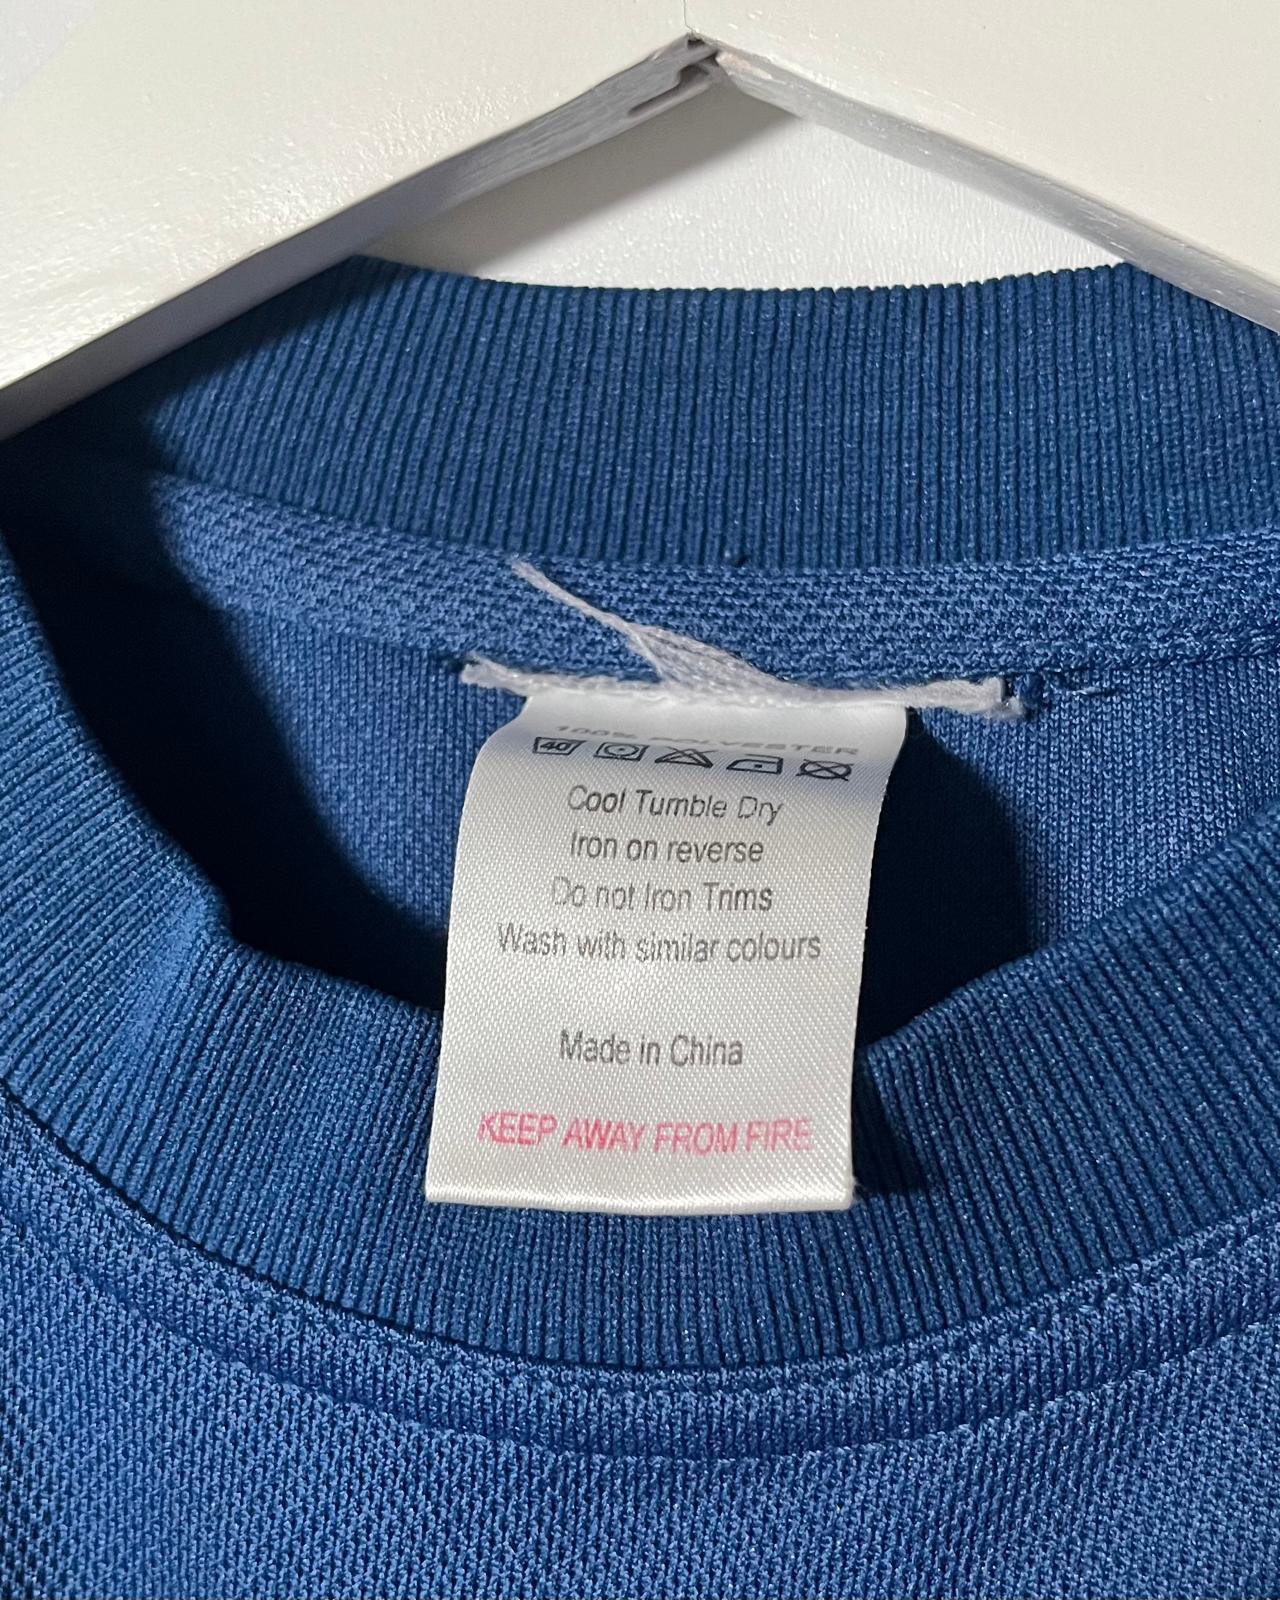 100% POLYESTER
40
Cool Tumble Dry
Iron on reverse
Do not Iron Trims
Wash with similar colours
Made in China
KEEP AWAY FROM FIRE